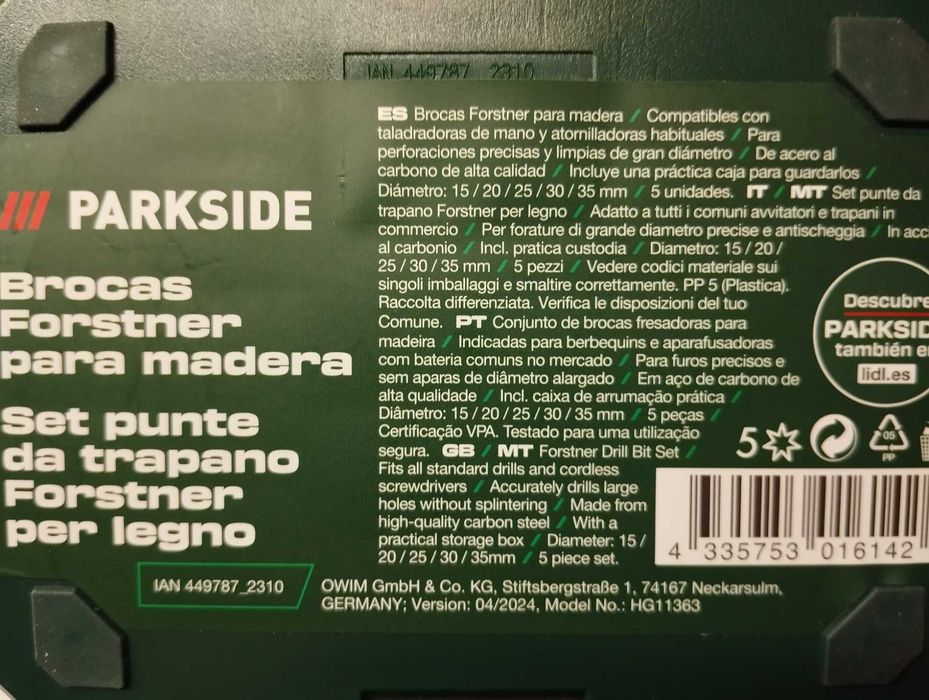 IAN 449787 2310
PARKSIDE
Brocas
Forstner
para madera
Set punte
da trapano
Forstner
per legno
IAN 449787_2310
ES Brocas Forstner para madera / Compatibles con
taladradoras de mano y atornilladoras habituales / Para
perforaciones precisas y limpias de gran diámetro / De acero al
carbono de alta calidad / Incluye una práctica caja para guardarlos /
Diámetro: 15 / 20 / 25 / 30 / 35 mm / 5 unidades. IT / MT Set punte da
trapano Forstner per legno / Adatto a tutti i comuni avvitatori e trapani in
commercio / Per forature di grande diametro precise e antischeggia / In
al carbonio / Incl. pratica custodia / Diametro: 15 / 20 /
25 / 30 / 35 mm / 5 pezzi / Vedere codici materiale sui
singoli imballaggi e smaltire correttamente. PP 5 (Plastica).
Raccolta differenziata. Verifica le disposizioni del tuo
Comune. PT Conjunto de brocas fresadoras para
madeira / Indicadas para berbequins e aparafusadoras
com bateria comuns no mercado / Para furos precisos e
sem aparas de diâmetro alargado / Em aço de carbono de
alta qualidade / Incl. caixa de arrumação prática /
Diâmetro: 15 / 20 / 25 / 30 / 35 mm / 5 peças /
Certificação VPA. Testado para uma utilização
segura. GB / MT Forstner Drill Bit Set /
Fits all standard drills and cordless
screwdrivers / Accurately drills large
holes without splintering / Made from
high-quality carbon steel / With a
practical storage box / Diameter: 15 /
20 / 25 / 30 / 35mm / 5 piece set.
OWIM GmbH & Co. KG, Stiftsbergstraße 1, 74167 Neckarsulm,
GERMANY; Version: 04/2024, Model No.: HG11363
Descubre
PARKSIDE
también en
lidl.es
5
05
PP
4 335753 016142